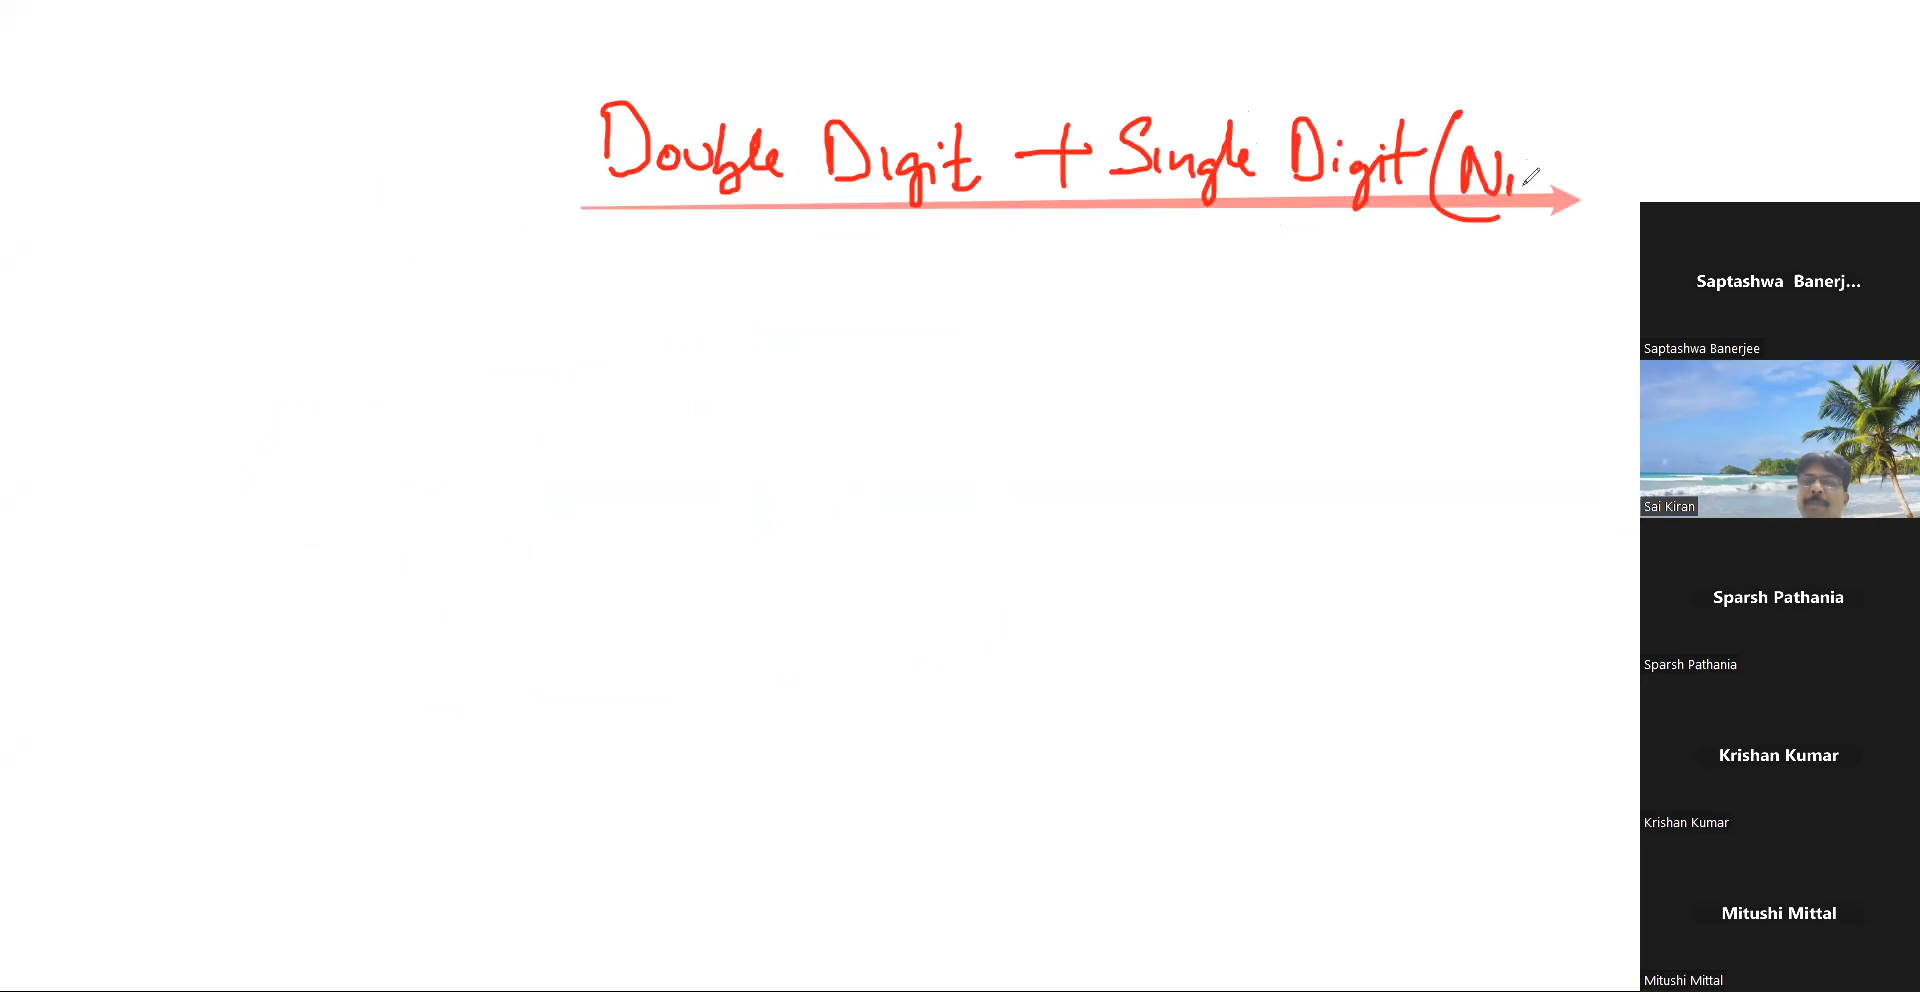 Double Digit + Single Digit (Ni
Saptashwa Banerj...
Saptashwa Banerjee
Sai Kiran
Sparsh Pathania
Sparsh Pathania
Krishan Kumar
Krishan Kumar
Mitushi Mittal
Mitushi Mittal